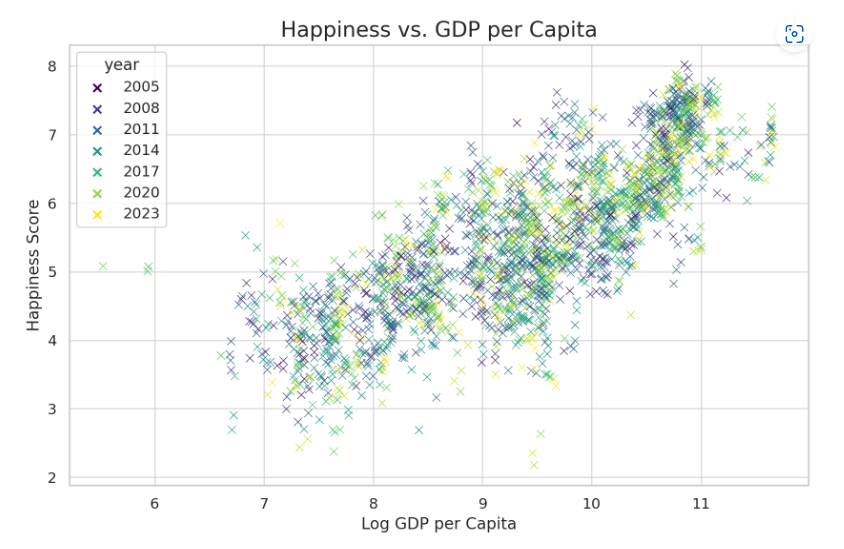 Happiness vs. GDP per Capita
year
2005
2008
2011
2014
2017
2020
2023
8
7
6
5
4
3
2
Happiness Score
6 7 8 9 10 11
Log GDP per Capita